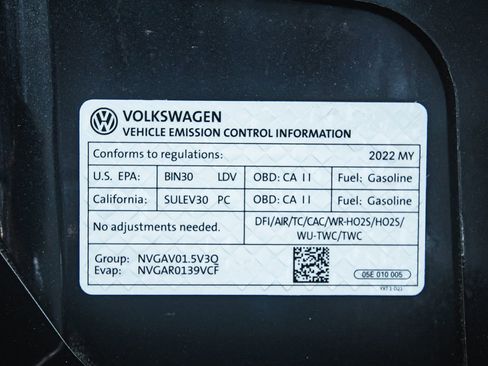 VOLKSWAGEN
VEHICLE EMISSION CONTROL INFORMATION
Conforms to regulations: 2022 MY
U.S. EPA: BIN30 LDV OBD: CA II Fuel: Gasoline
California: SULEV30 PC OBD: CA II Fuel: Gasoline
No adjustments needed. DFI/AIR/TC/CAC/WR-HO2S/HO2S/
WU-TWC/TWC
Group: NVGAV01.5V3Q
Evap: NVGAR0139VCF
05E 010 005